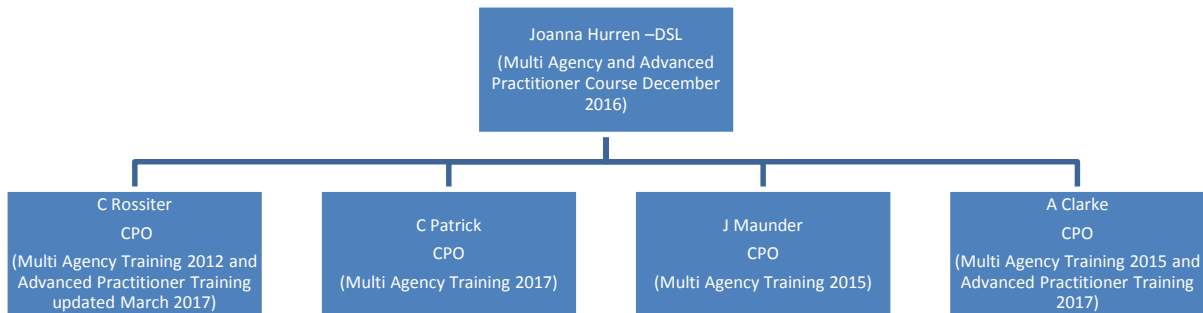 Joanna Hurren –DSL
(Multi Agency and Advanced
Practitioner Course December
2016)
C Rossiter
CPO
(Multi Agency Training 2012 and
Advanced Practitioner Training
updated March 2017)
C Patrick
CPO
(Multi Agency Training 2017)
J Maunder
CPO
(Multi Agency Training 2015)
A Clarke
CPO
(Multi Agency Training 2015 and
Advanced Practitioner Training
2017)